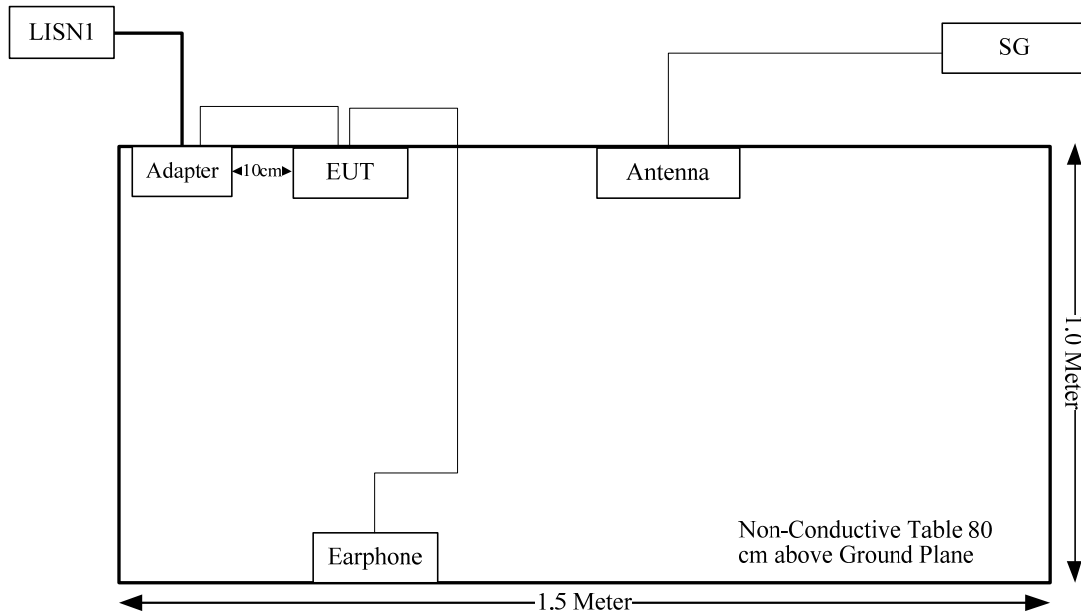 LISN1
SG
Adapter
10cm
EUT
Antenna
1.0 Meter
Earphone
Non-Conductive Table 80
cm above Ground Plane
1.5 Meter